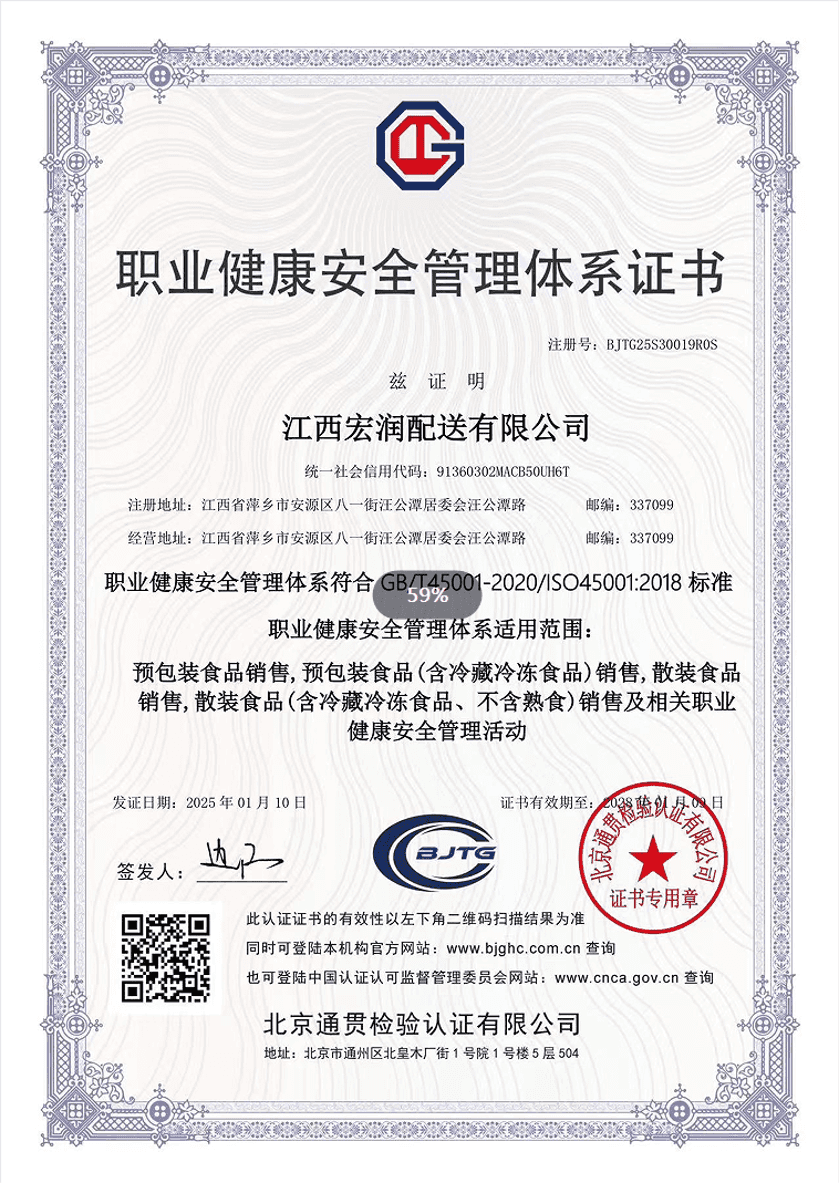 职业健康安全管理体系证书
注册号：BJTG25S30019R0S
兹 证 明
江西宏润配送有限公司
统一社会信用代码：91360302MACB50UH6T
注册地址：江西省萍乡市安源区八一街汪公潭居委会汪公潭路 邮编：337099
经营地址：江西省萍乡市安源区八一街汪公潭居委会汪公潭路 邮编：337099
职业健康安全管理体系符合 GB/T45001-2020/ISO45001:2018 标准
59%
职业健康安全管理体系适用范围：
预包装食品销售,预包装食品(含冷藏冷冻食品)销售,散装食品
销售,散装食品(含冷藏冷冻食品、不含熟食)销售及相关职业
健康安全管理活动
发证日期：2025 年 01 月 10 日
证书有效期至：2028 年 01 月 09 日
北京通贯检验认证有限公司
证书专用章
签发人：
BJTG
此认证证书的有效性以左下角二维码扫描结果为准
同时可登陆本机构官方网站：www.bjghc.com.cn 查询
也可登陆中国认证认可监督管理委员会网站：www.cnca.gov.cn 查询
北京通贯检验认证有限公司
地址：北京市通州区北皇木厂街 1 号院 1 号楼 5 层 504